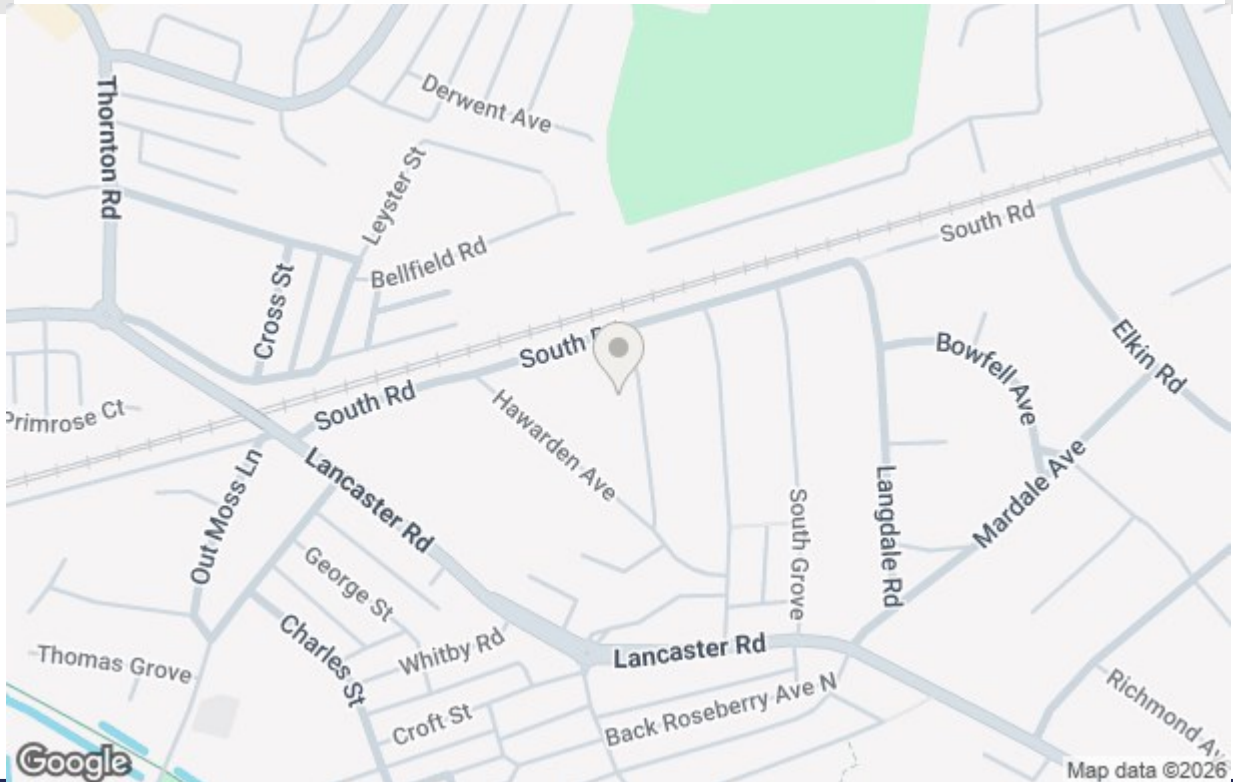 Derwent Ave
Thornton Rd
Leyster St
Bellfield Rd
South Rd
Cross St
South
Bowfell Ave
Elkin Rd
Primrose Ct
South Rd
Hawarden Ave
Out Moss Ln
Lancaster Rd
Mardale Ave
Langdale Rd
South Grove
George St
Charles St
Whitby Rd
Lancaster Rd
Thomas Grove
Croft St
Back Roseberry Ave N
Richmond Av
Google
Map data ©2026